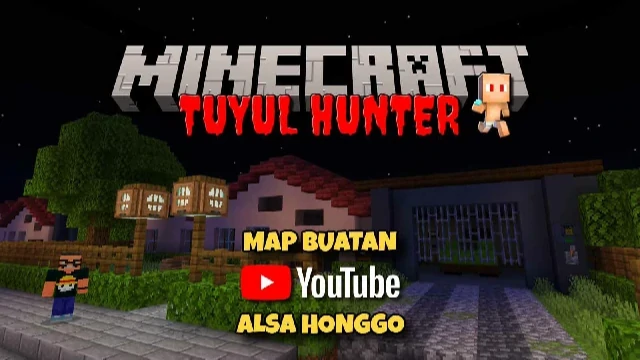 MINECRAFT
TUYUL HUNTER
MAP BUATAN
YouTube
ALSA HONGGO